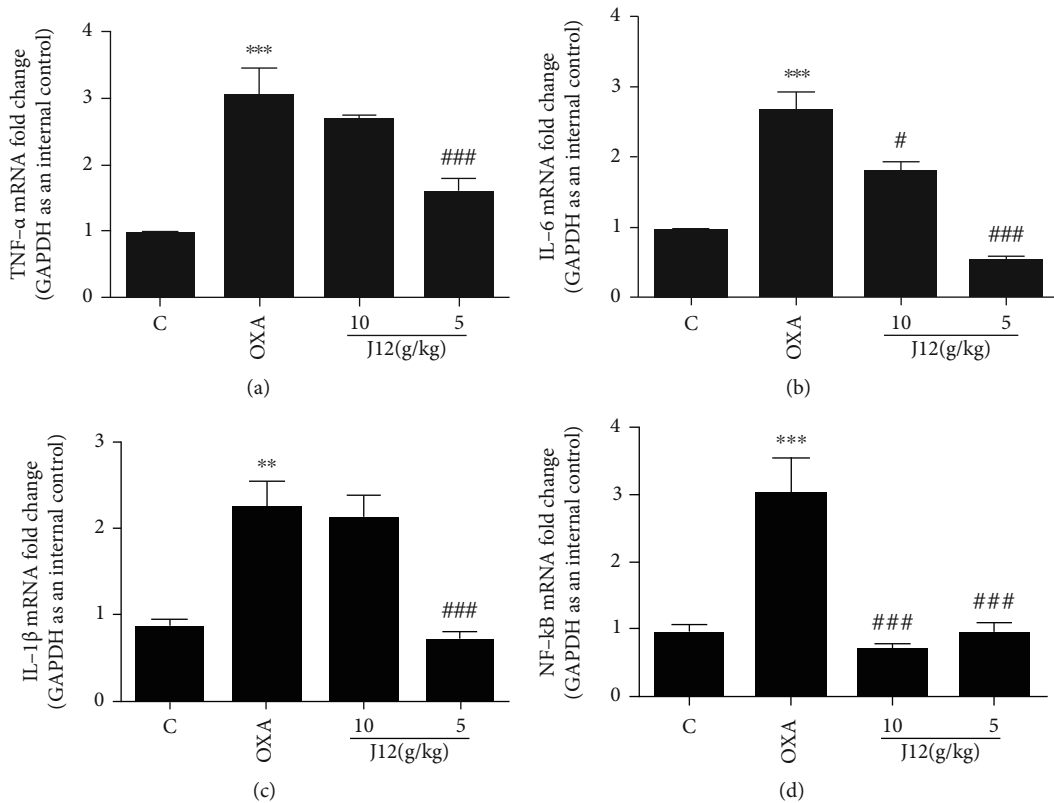 TNF–α mRNA fold change
(GAPDH as an internal control)
4
3
2
1
0
***
###
C
OXA
10
5
J12(g/kg)
(a)
IL–6 mRNA fold change
(GAPDH as an internal control)
4
3
2
1
0
***
#
###
C
OXA
10
5
J12(g/kg)
(b)
IL–1β mRNA fold change
(GAPDH as an internal control)
3
2
1
0
**
###
C
OXA
10
5
J12(g/kg)
(c)
NF–kB mRNA fold change
(GAPDH as an internal control)
4
3
2
1
0
***
###
###
C
OXA
10
5
J12(g/kg)
(d)